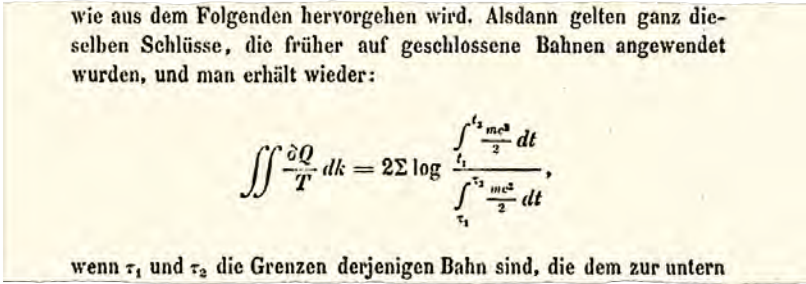 wie aus dem Folgenden hervorgehen wird. Alsdann gelten ganz die-
selben Schlüsse, die früher auf geschlossene Bahnen angewendet
wurden, und man erhält wieder:
∬ ∂Q/T dk = 2Σ log (∫_{t₁}^{t₂} mc²/2 dt) / (∫_{τ₁}^{τ₂} mc²/2 dt),
wenn τ₁ und τ₂ die Grenzen derjenigen Bahn sind, die dem zur untern